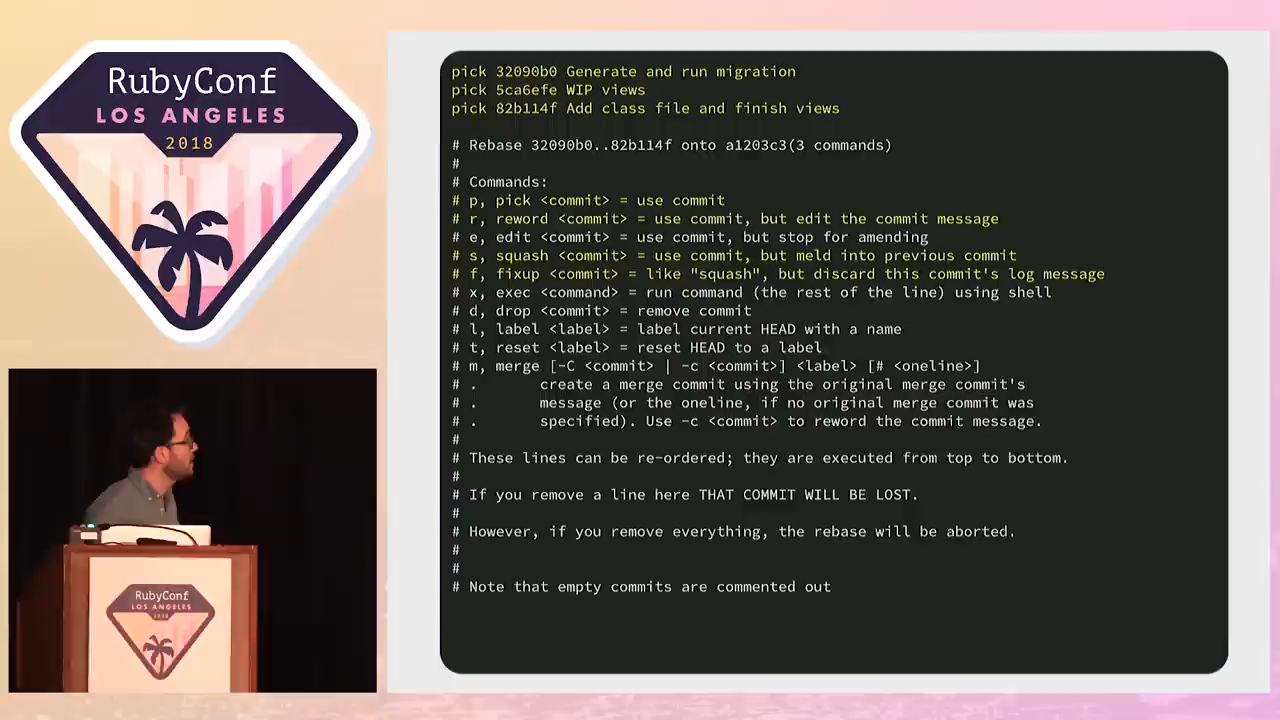 RubyConf
LOS ANGELES
2018
pick 32090b0 Generate and run migration
pick 5ca6efe WIP views
pick 82b114f Add class file and finish views
# Rebase 32090b0..82b114f onto a1203c3(3 commands)
#
# Commands:
# p, pick <commit> = use commit
# r, reword <commit> = use commit, but edit the commit message
# e, edit <commit> = use commit, but stop for amending
# s, squash <commit> = use commit, but meld into previous commit
# f, fixup <commit> = like "squash", but discard this commit's log message
# x, exec <command> = run command (the rest of the line) using shell
# d, drop <commit> = remove commit
# l, label <label> = label current HEAD with a name
# t, reset <label> = reset HEAD to a label
# m, merge [-C <commit> | -c <commit>] <label> [# <oneline>]
# .       create a merge commit using the original merge commit's
# .       message (or the oneline, if no original merge commit was
# .       specified). Use -c <commit> to reword the commit message.
#
# These lines can be re-ordered; they are executed from top to bottom.
#
# If you remove a line here THAT COMMIT WILL BE LOST.
#
# However, if you remove everything, the rebase will be aborted.
#
#
# Note that empty commits are commented out
RubyConf
LOS ANGELES
2018